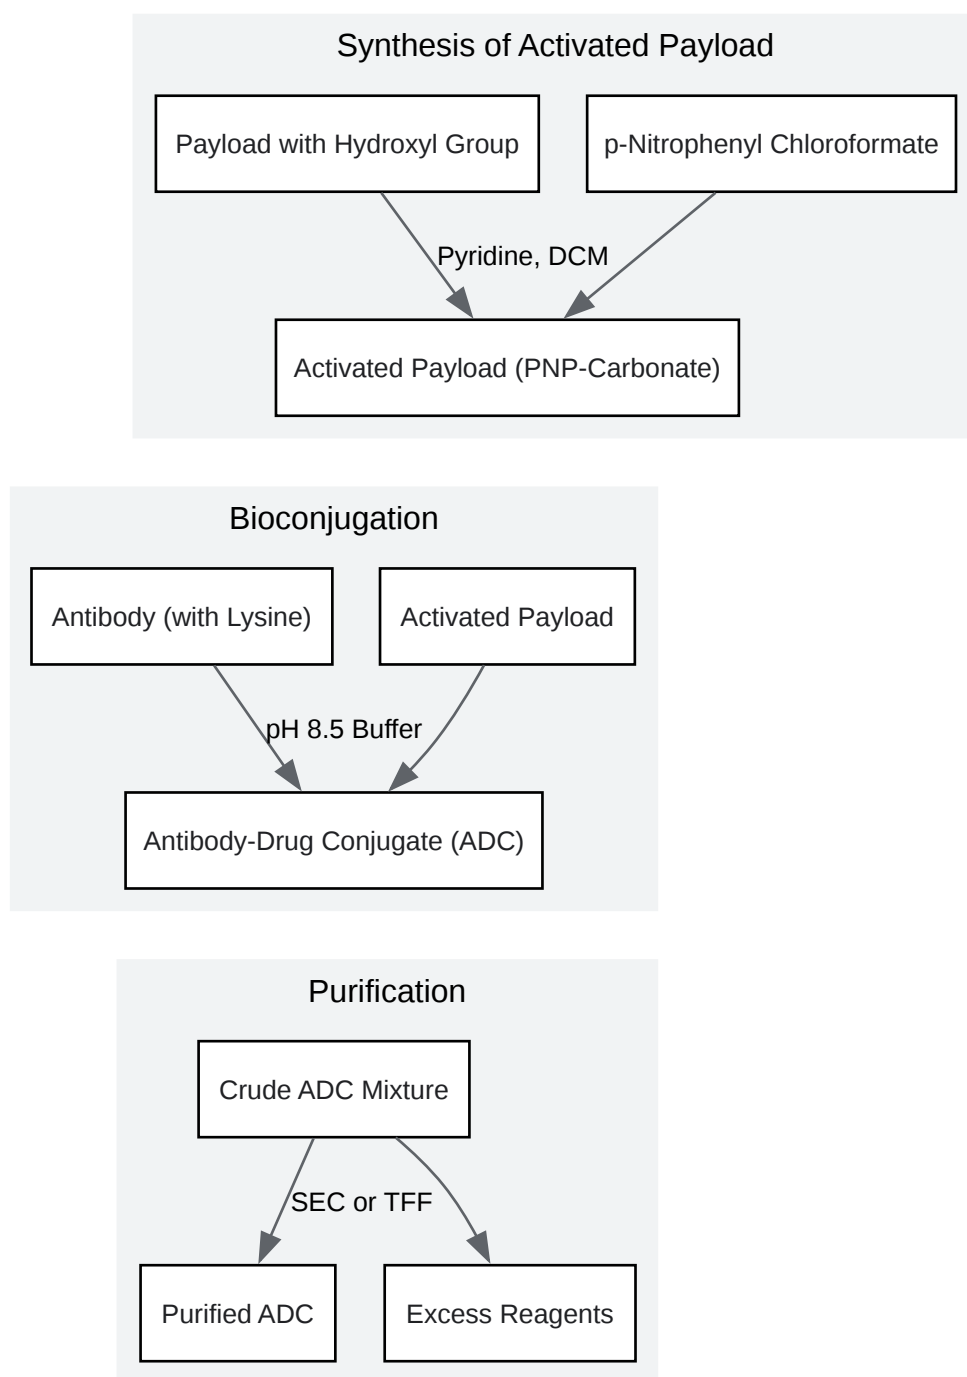 Synthesis of Activated Payload
Payload with Hydroxyl Group
p-Nitrophenyl Chloroformate
Pyridine, DCM
Activated Payload (PNP-Carbonate)
Bioconjugation
Antibody (with Lysine)
Activated Payload
pH 8.5 Buffer
Antibody-Drug Conjugate (ADC)
Purification
Crude ADC Mixture
SEC or TFF
Purified ADC
Excess Reagents